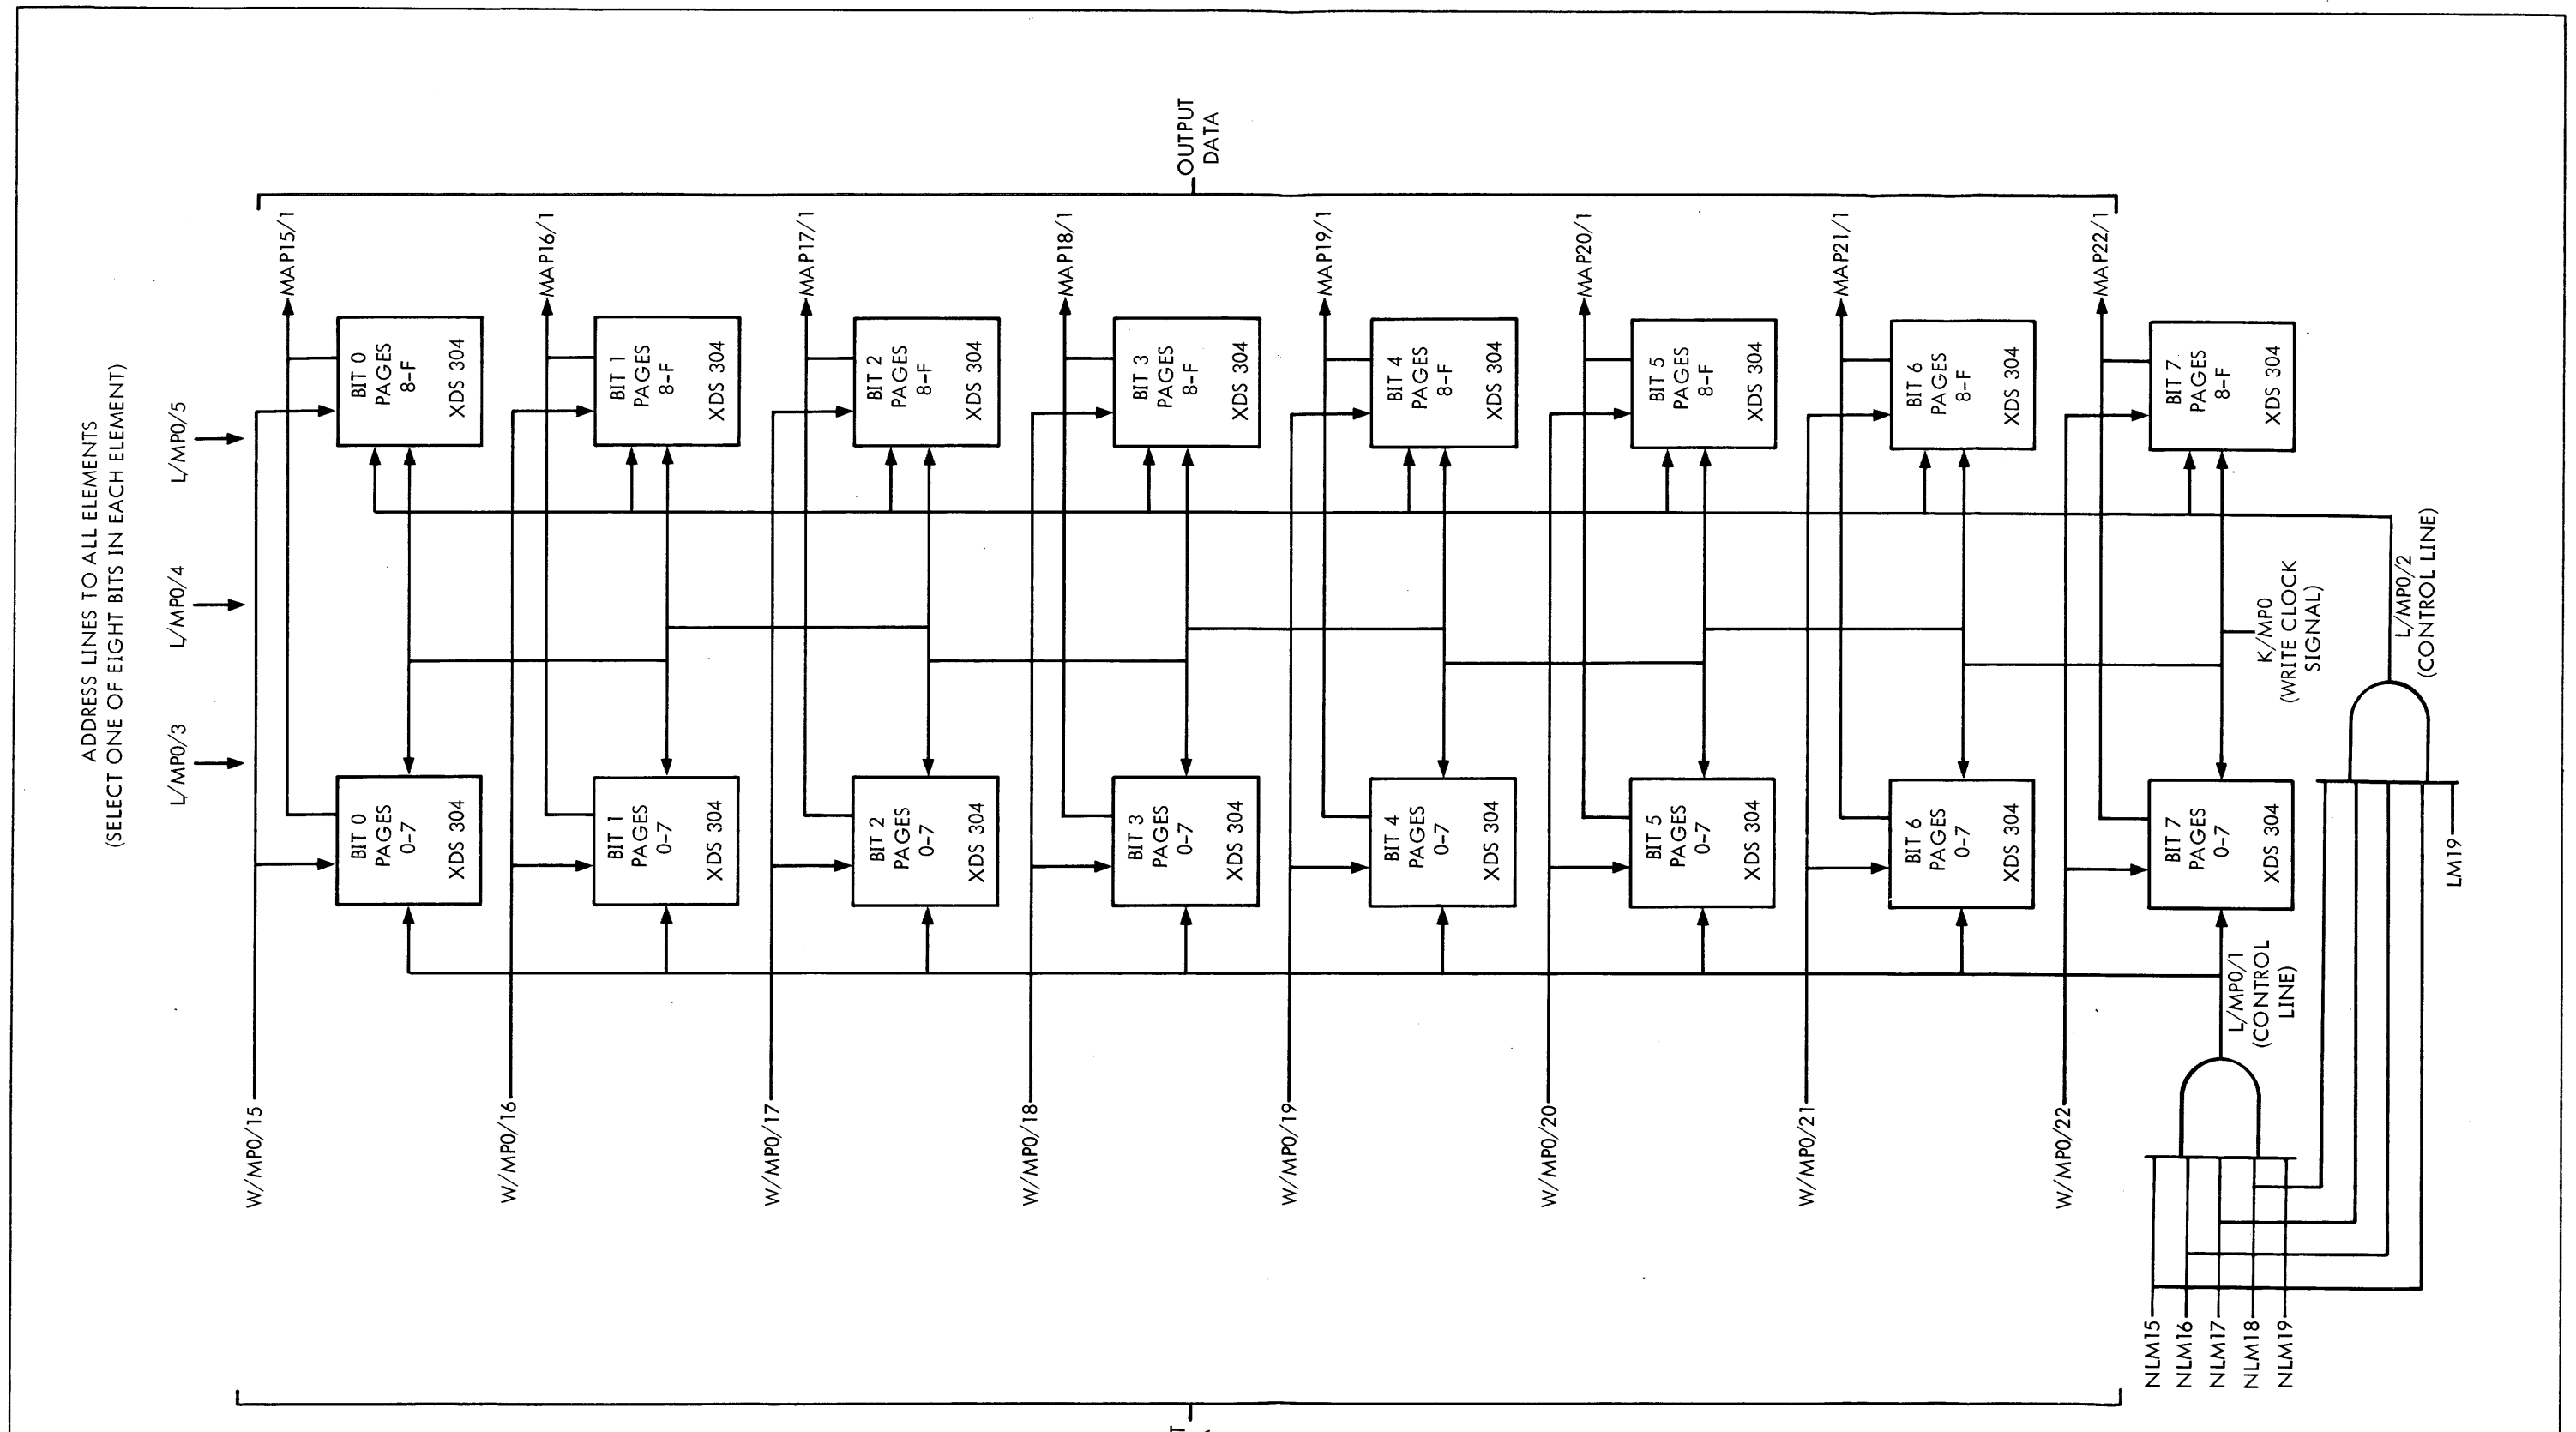 ADDRESS LINES TO ALL ELEMENTS
(SELECT ONE OF EIGHT BITS IN EACH ELEMENT)
L/MP0/3
L/MP0/4
L/MP0/5
OUTPUT
DATA
MAP15/1
MAP16/1
MAP17/1
MAP18/1
MAP19/1
MAP20/1
MAP21/1
MAP22/1
BIT 0
PAGES
8-F
XDS 304
BIT 1
PAGES
8-F
XDS 304
BIT 2
PAGES
8-F
XDS 304
BIT 3
PAGES
8-F
XDS 304
BIT 4
PAGES
8-F
XDS 304
BIT 5
PAGES
8-F
XDS 304
BIT 6
PAGES
8-F
XDS 304
BIT 7
PAGES
8-F
XDS 304
BIT 0
PAGES
0-7
XDS 304
BIT 1
PAGES
0-7
XDS 304
BIT 2
PAGES
0-7
XDS 304
BIT 3
PAGES
0-7
XDS 304
BIT 4
PAGES
0-7
XDS 304
BIT 5
PAGES
0-7
XDS 304
BIT 6
PAGES
0-7
XDS 304
BIT 7
PAGES
0-7
XDS 304
K/MP0
(WRITE CLOCK
SIGNAL)
L/MP0/2
(CONTROL LINE)
LM19
L/MP0/1
(CONTROL
LINE)
W/MP0/15
W/MP0/16
W/MP0/17
W/MP0/18
W/MP0/19
W/MP0/20
W/MP0/21
W/MP0/22
NLM15
NLM16
NLM17
NLM18
NLM19